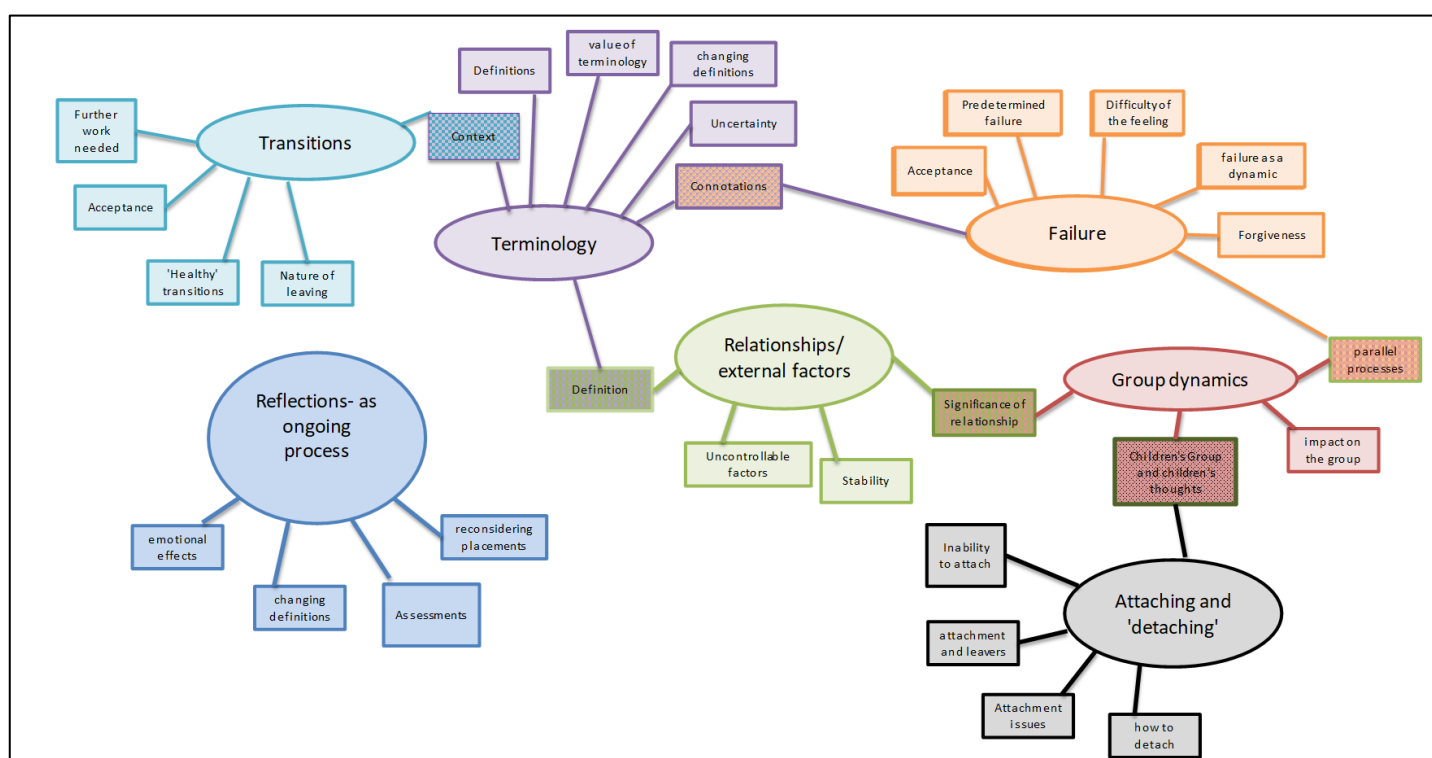 Transitions
Further
work
needed
Acceptance
'Healthy'
transitions
Nature of
leaving
Context
Definitions
value of
terminology
changing
definitions
Uncertainty
Connotations
Terminology
Predetermined
failure
Difficulty of
the feeling
Acceptance
failure as a
dynamic
Forgiveness
Failure
Definition
Relationships/
external factors
Uncontrollable
factors
Stability
Significance of
relationship
Group dynamics
parallel
processes
impact on
the group
Children's Group
and children's
thoughts
Reflections- as
ongoing
process
emotional
effects
changing
definitions
Assessments
reconsidering
placements
Inability
to attach
attachment
and leavers
Attachment
issues
how to
detach
Attaching and
'detaching'